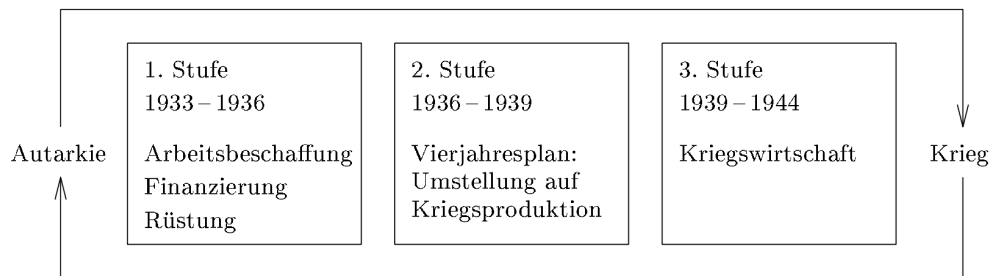 Autarkie
1. Stufe
1933 – 1936
Arbeitsbeschaffung
Finanzierung
Rüstung
2. Stufe
1936 – 1939
Vierjahresplan:
Umstellung auf
Kriegsproduktion
3. Stufe
1939 – 1944
Kriegswirtschaft
Krieg